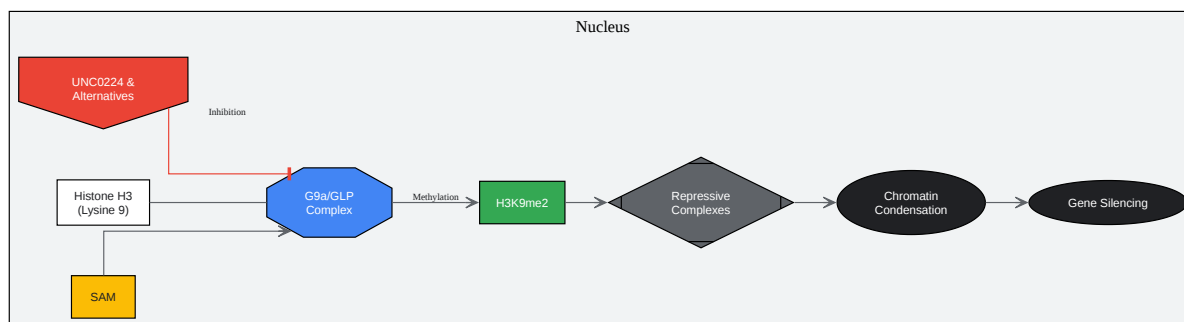 Nucleus
UNC0224 &
Alternatives
Inhibition
Histone H3
(Lysine 9)
G9a/GLP
Complex
Methylation
H3K9me2
Repressive
Complexes
Chromatin
Condensation
Gene Silencing
SAM